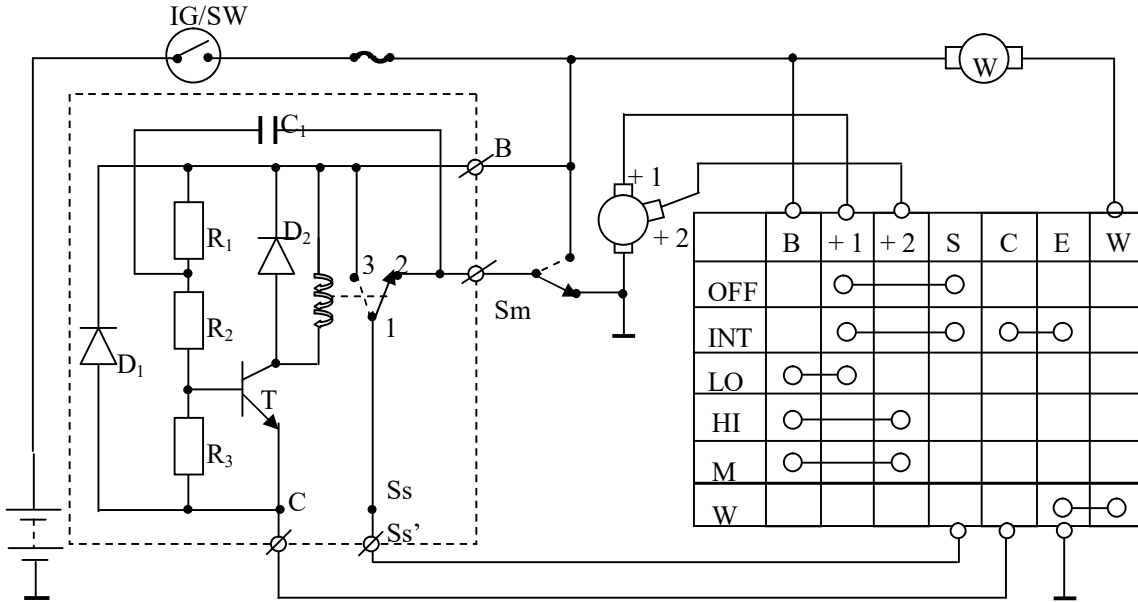 IG/SW
W
C1
B
+ 1
R1
D2
3 2
+ 2
B + 1 + 2 S C E W
OFF
Sm
1
R2
INT
D1
LO
T
HI
R3
M
C
Ss
W
Ss’